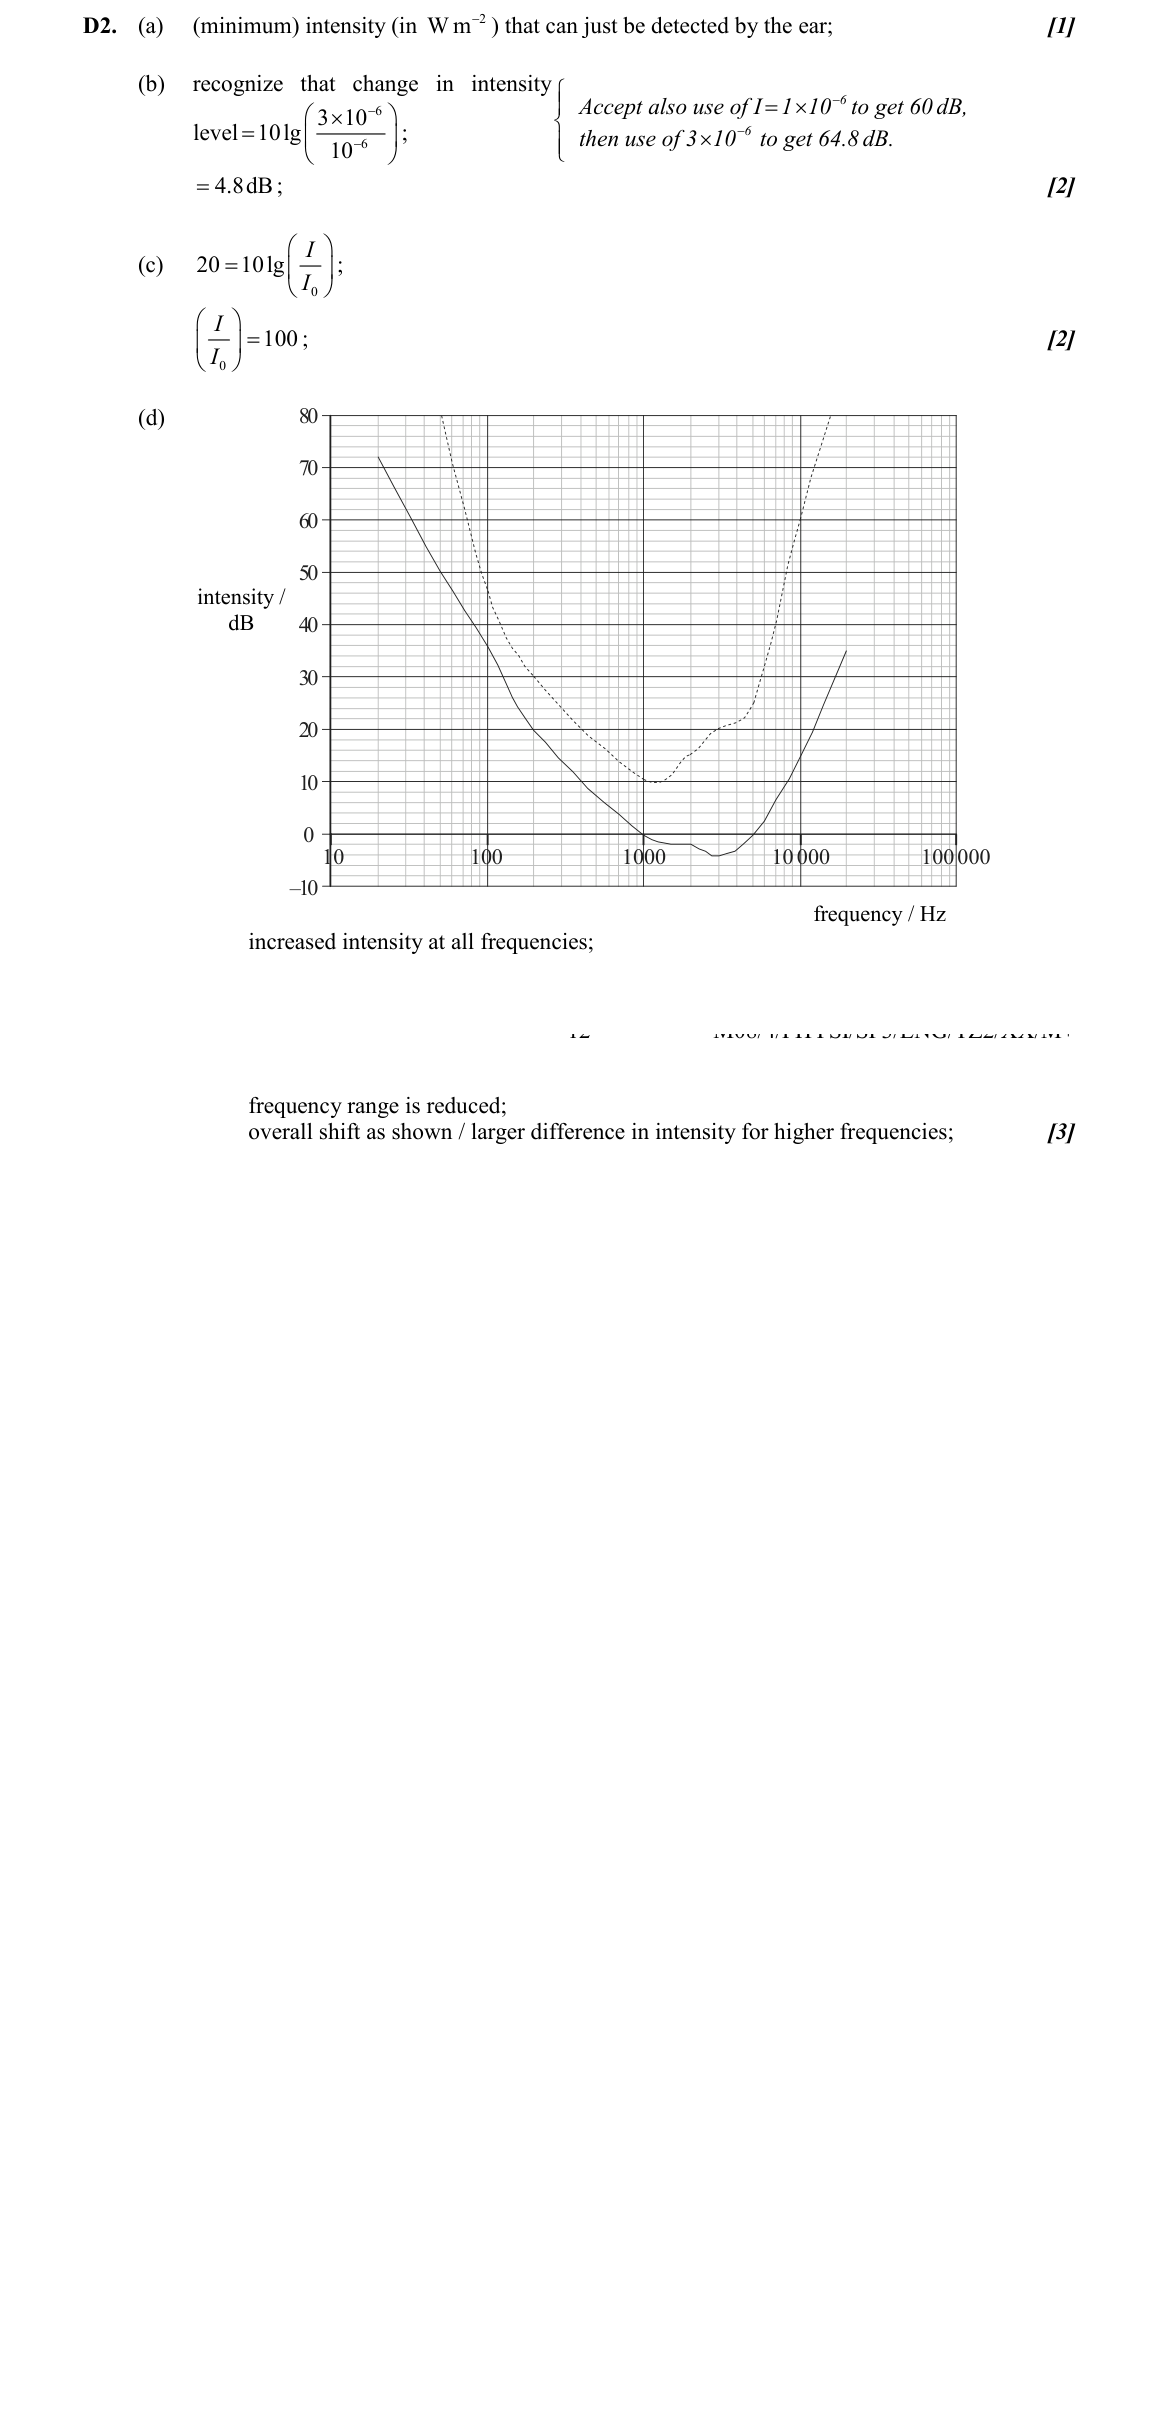 D2. (a) (minimum) intensity (in W m⁻² ) that can just be detected by the ear; [1]
(b) recognize that change in intensity
level = 10 lg(3×10⁻⁶ / 10⁻⁶);
Accept also use of I = 1×10⁻⁶ to get 60 dB,
then use of 3×10⁻⁶ to get 64.8 dB.
= 4.8 dB ; [2]
(c) 20 = 10 lg(I / I₀);
(I / I₀) = 100 ; [2]
(d)
80
70
60
50
intensity / dB
40
30
20
10
0
10 100 1000 10 000 100 000
–10
frequency / Hz
increased intensity at all frequencies;
frequency range is reduced;
overall shift as shown / larger difference in intensity for higher frequencies; [3]